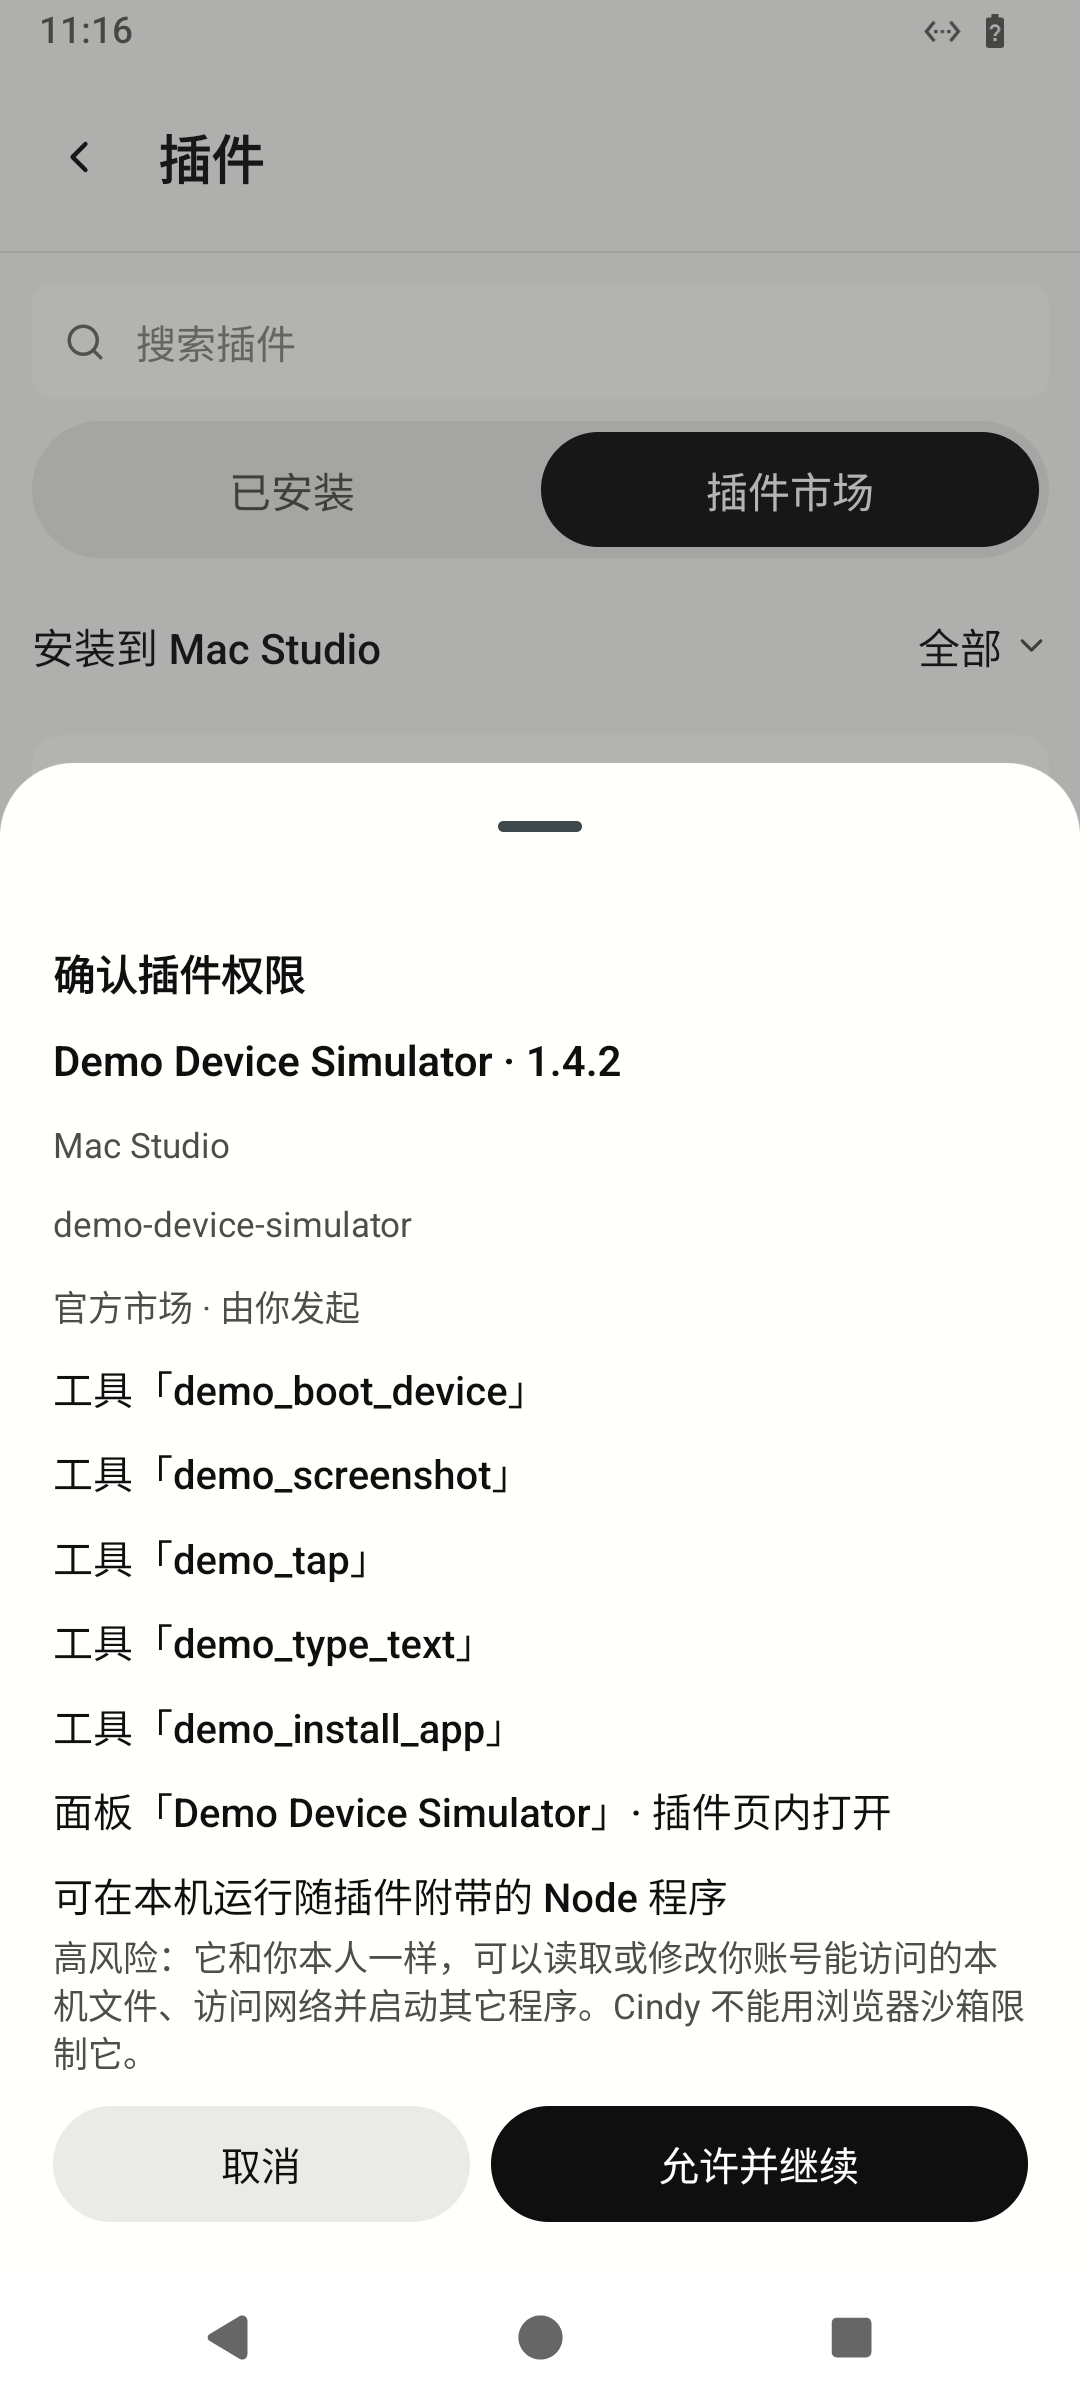 11:16
插件
搜索插件
已安装
插件市场
安装到 Mac Studio
全部
确认插件权限
Demo Device Simulator · 1.4.2
Mac Studio
demo-device-simulator
官方市场 · 由你发起
工具「demo_boot_device」
工具「demo_screenshot」
工具「demo_tap」
工具「demo_type_text」
工具「demo_install_app」
面板「Demo Device Simulator」· 插件页内打开
可在本机运行随插件附带的 Node 程序
高风险：它和你本人一样，可以读取或修改你账号能访问的本
机文件、访问网络并启动其它程序。Cindy 不能用浏览器沙箱限
制它。
取消
允许并继续